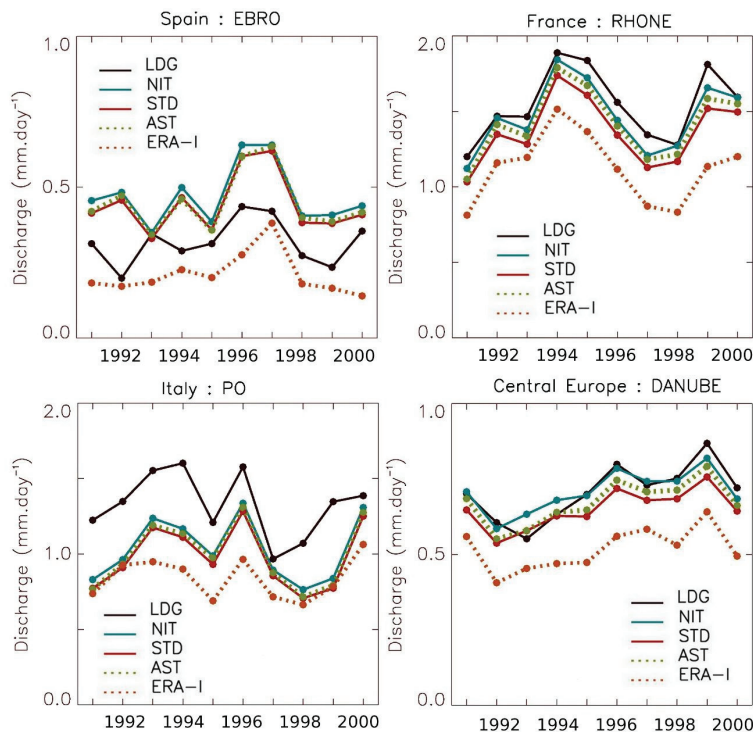 Spain : EBRO
1.0
LDG
NIT
STD
AST
ERA-I
0.5
Discharge (mm.day⁻¹)
0.0
1992 1994 1996 1998 2000
France : RHONE
2.0
1.0
Discharge (mm.day⁻¹)
LDG
NIT
STD
AST
ERA-I
0.0
1992 1994 1996 1998 2000
Italy : PO
2.0
1.0
Discharge (mm.day⁻¹)
LDG
NIT
STD
AST
ERA-I
0.0
1992 1994 1996 1998 2000
Central Europe : DANUBE
1.0
0.5
Discharge (mm.day⁻¹)
LDG
NIT
STD
AST
ERA-I
0.0
1992 1994 1996 1998 2000